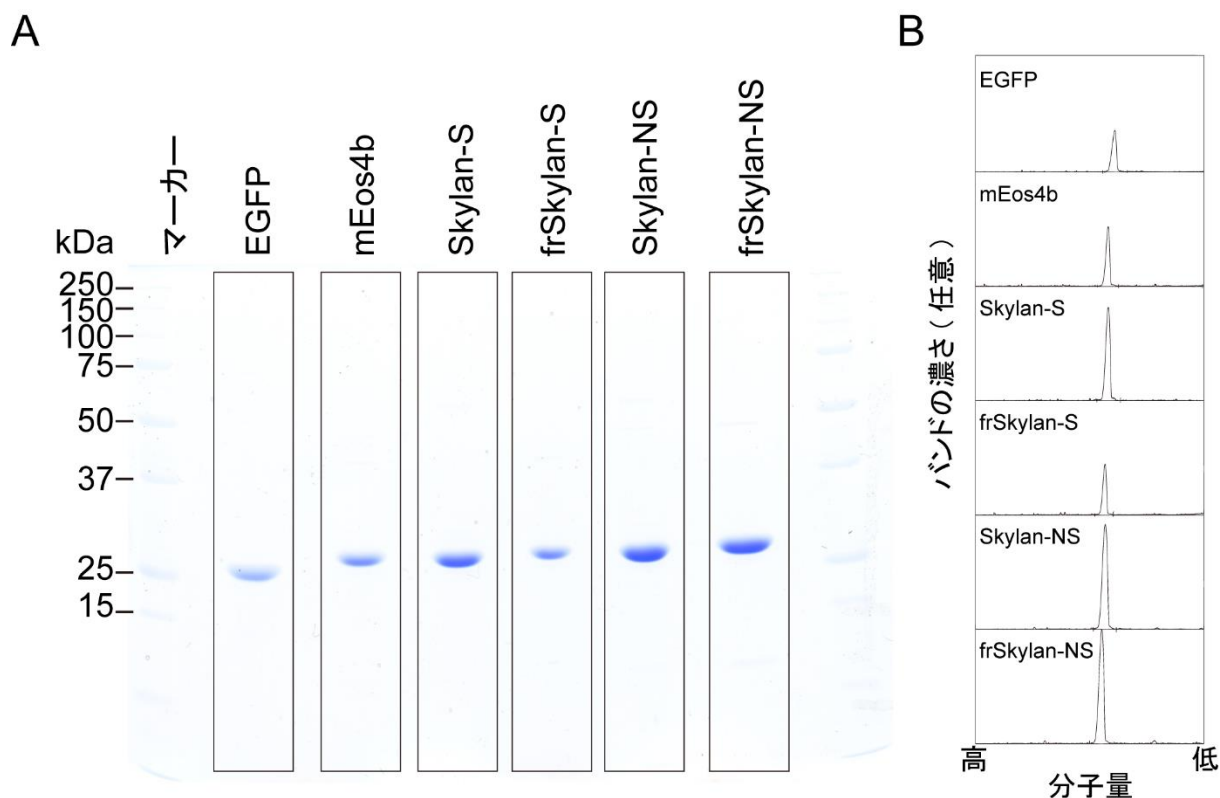 A
マーカー
EGFP
mEos4b
Skylan-S
frSkylan-S
Skylan-NS
frSkylan-NS
kDa
250
150
100
75
50
37
25
15
B
EGFP
mEos4b
Skylan-S
frSkylan-S
Skylan-NS
frSkylan-NS
バンドの濃さ(任意)
高
低
分子量